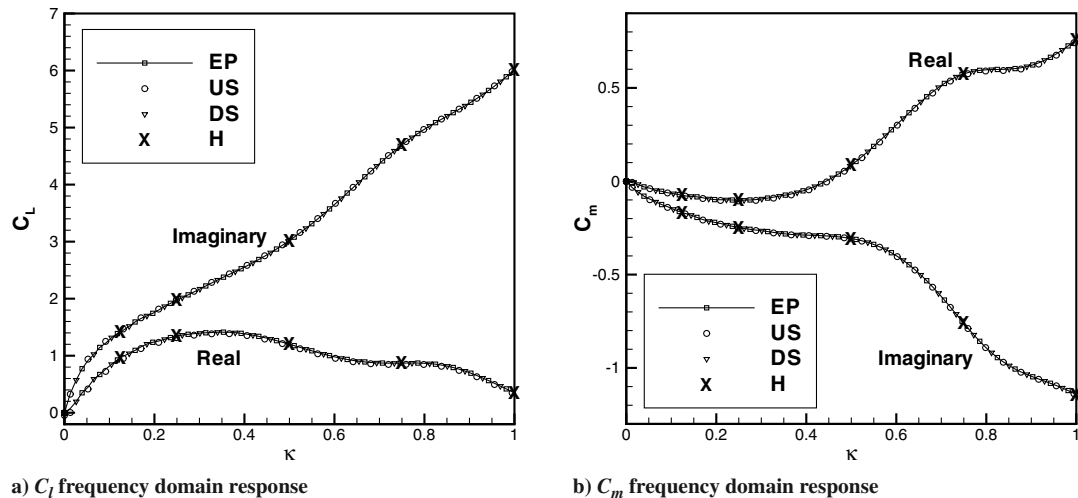 7
6
5
4
3
2
1
0
C_L
EP
US
DS
X H
Imaginary
Real
0 0.2 0.4 0.6 0.8 1
κ
a) C_l frequency domain response
0.5
0
-0.5
-1
C_m
Real
EP
US
DS
X H
Imaginary
0 0.2 0.4 0.6 0.8 1
κ
b) C_m frequency domain response